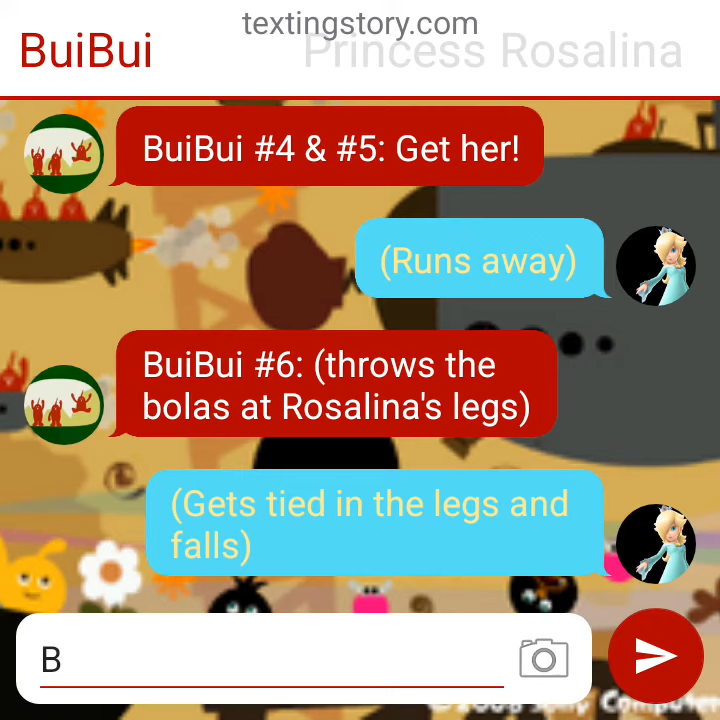 textingstory.com
BuiBui
Princess Rosalina
BuiBui #4 & #5: Get her!
(Runs away)
BuiBui #6: (throws the
bolas at Rosalina's legs)
(Gets tied in the legs and
falls)
B
Computer